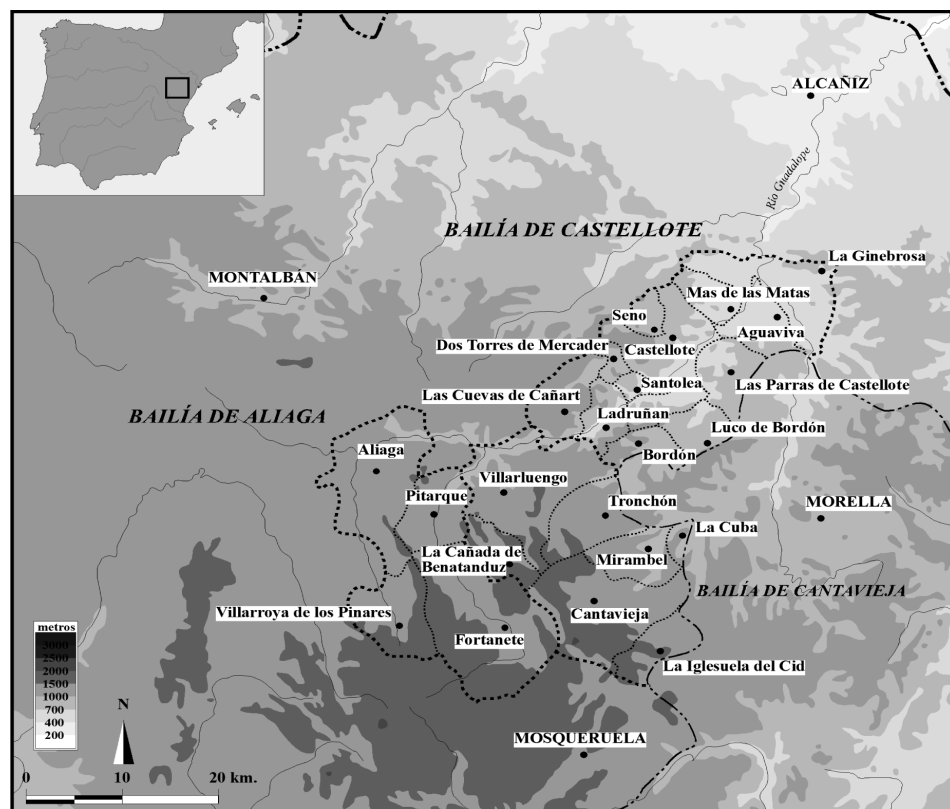 ALCAÑIZ
Río Guadalope
BAILÍA DE CASTELLOTE
La Ginebrosa
MONTALBÁN
Mas de las Matas
Seno
Aguaviva
Dos Torres de Mercader
Castellote
Santolea
Las Parras de Castellote
Las Cuevas de Cañart
BAILÍA DE ALIAGA
Ladruñan
Luco de Bordón
Aliaga
Bordón
Villarluengo
Pitarque
Tronchón
MORELLA
La Cuba
La Cañada de
Benatanduz
Mirambel
BAILÍA DE CANTAVIEJA
Villarroya de los Pinares
Cantavieja
Fortanete
La Iglesuela del Cid
metros
3000
2500
2000
1500
1000
700
400
200
N
MOSQUERUELA
0 10 20 km.